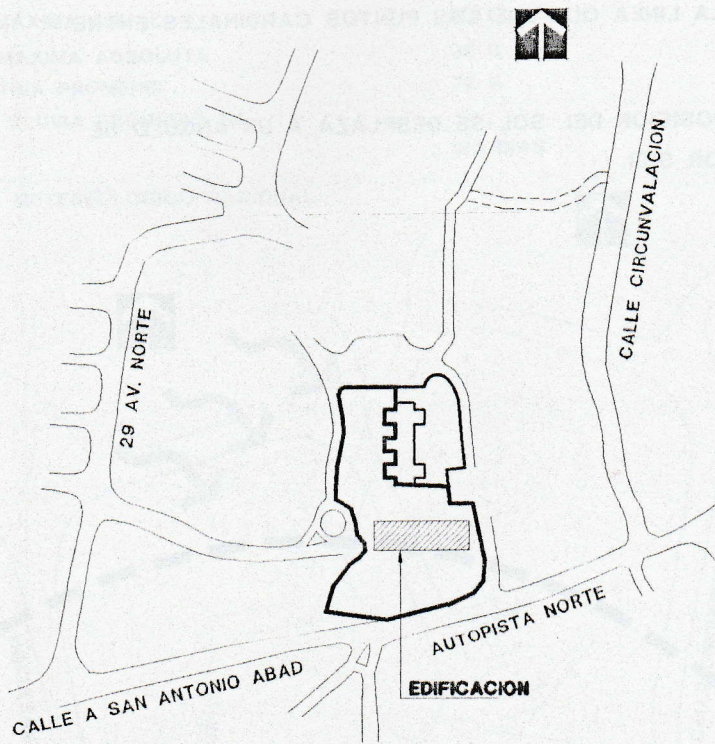 29 AV. NORTE
CALLE CIRCUNVALACION
AUTOPISTA NORTE
EDIFICACION
CALLE A SAN ANTONIO ABAD